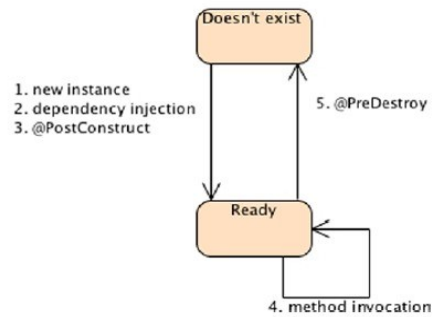 Doesn't exist
1. new instance
2. dependency injection
3. @PostConstruct
5. @PreDestroy
Ready
4. method invocation